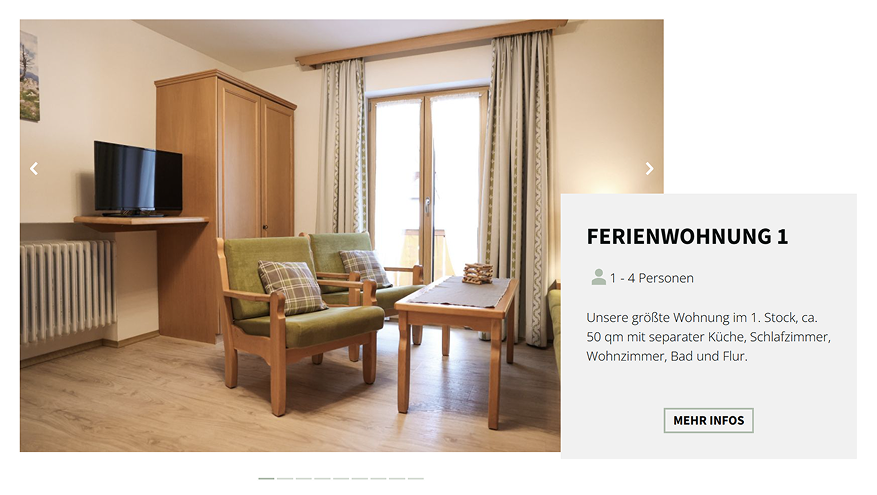 FERIENWOHNUNG 1
1 - 4 Personen
Unsere größte Wohnung im 1. Stock, ca.
50 qm mit separater Küche, Schlafzimmer,
Wohnzimmer, Bad und Flur.
MEHR INFOS